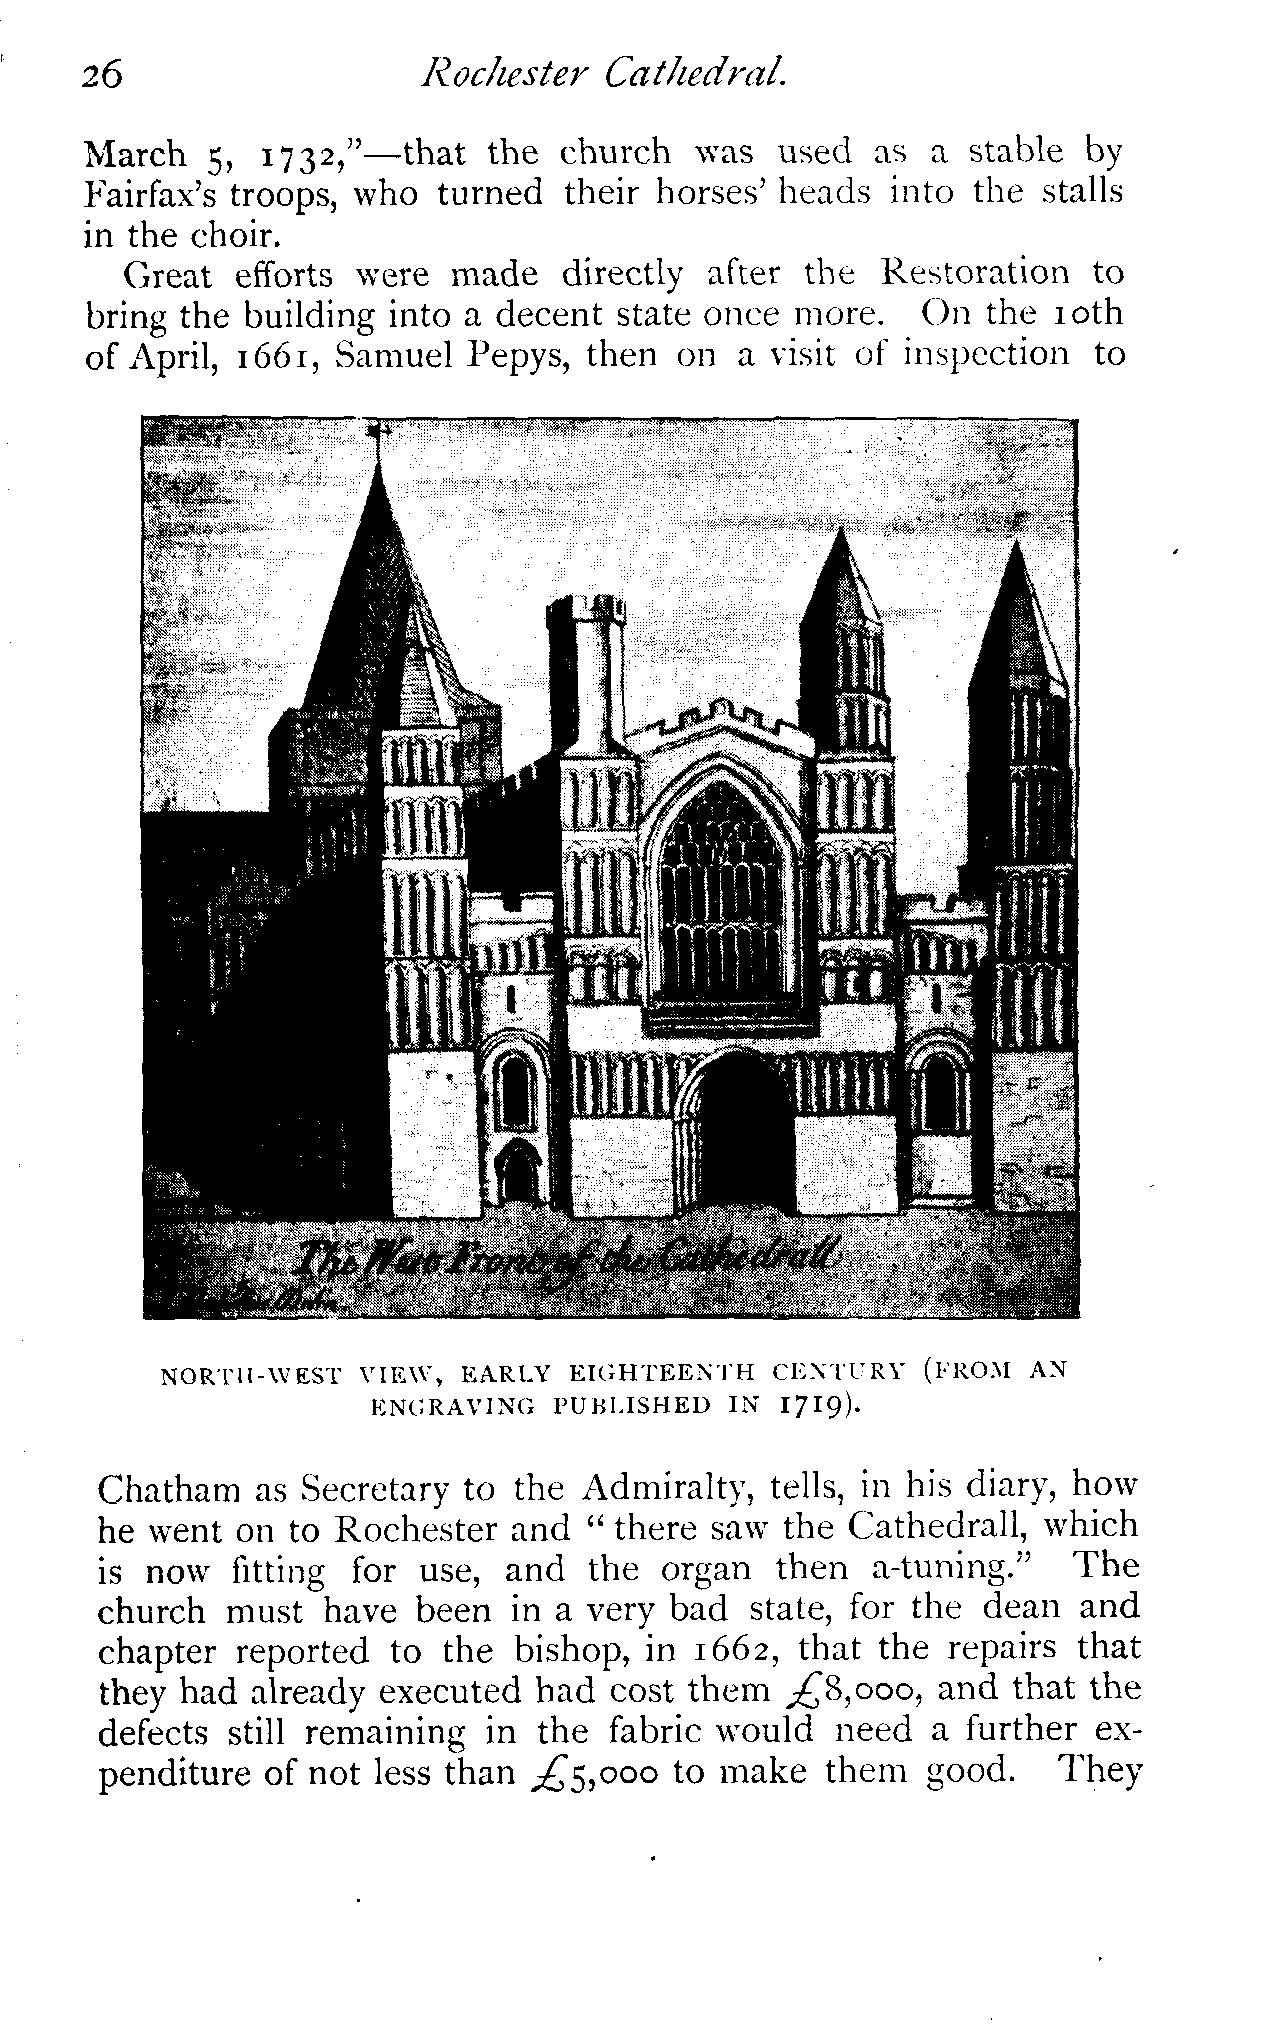 26
Rochester Cathedral.
March 5, 1732,”—that the church was used as a stable by
Fairfax's troops, who turned their horses' heads into the stalls
in the choir.
Great efforts were made directly after the Restoration to
bring the building into a decent state once more. On the 10th
of April, 1661, Samuel Pepys, then on a visit of inspection to
The West Front of the Cathedrall
NORTH-WEST VIEW, EARLY EIGHTEENTH CENTURY (FROM AN
ENGRAVING PUBLISHED IN 1719).
Chatham as Secretary to the Admiralty, tells, in his diary, how
he went on to Rochester and “ there saw the Cathedrall, which
is now fitting for use, and the organ then a-tuning.” The
church must have been in a very bad state, for the dean and
chapter reported to the bishop, in 1662, that the repairs that
they had already executed had cost them £8,000, and that the
defects still remaining in the fabric would need a further ex-
penditure of not less than £5,000 to make them good. They